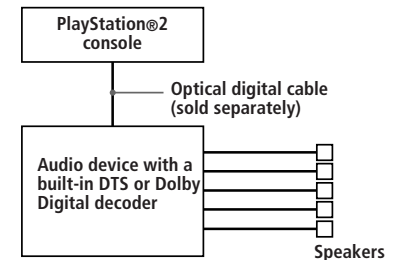 PlayStation®2
console
Optical digital cable
(sold separately)
Audio device with a
built-in DTS or Dolby
Digital decoder
Speakers